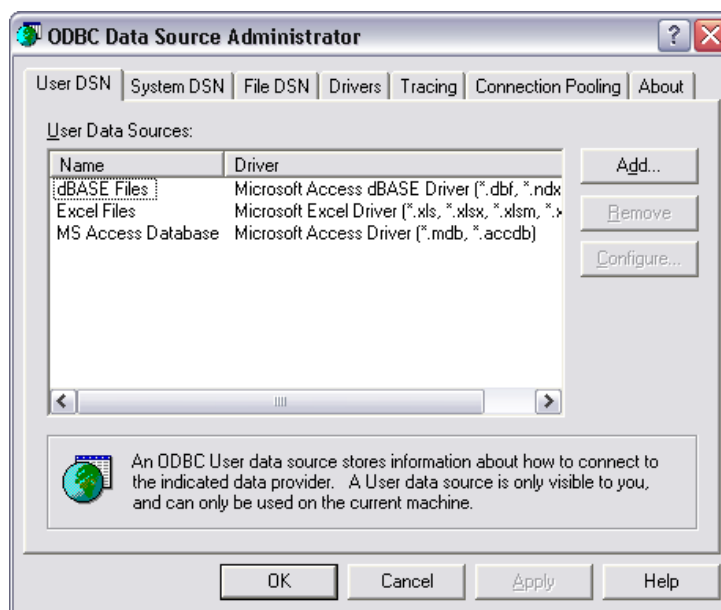 ODBC Data Source Administrator
User DSN System DSN File DSN Drivers Tracing Connection Pooling About
User Data Sources:
Name Driver
dBASE Files Microsoft Access dBASE Driver (*.dbf, *.ndx
Excel Files Microsoft Excel Driver (*.xls, *.xlsx, *.xlsm, *.x
MS Access Database Microsoft Access Driver (*.mdb, *.accdb)
Add...
Remove
Configure...
An ODBC User data source stores information about how to connect to
the indicated data provider. A User data source is only visible to you,
and can only be used on the current machine.
OK Cancel Apply Help